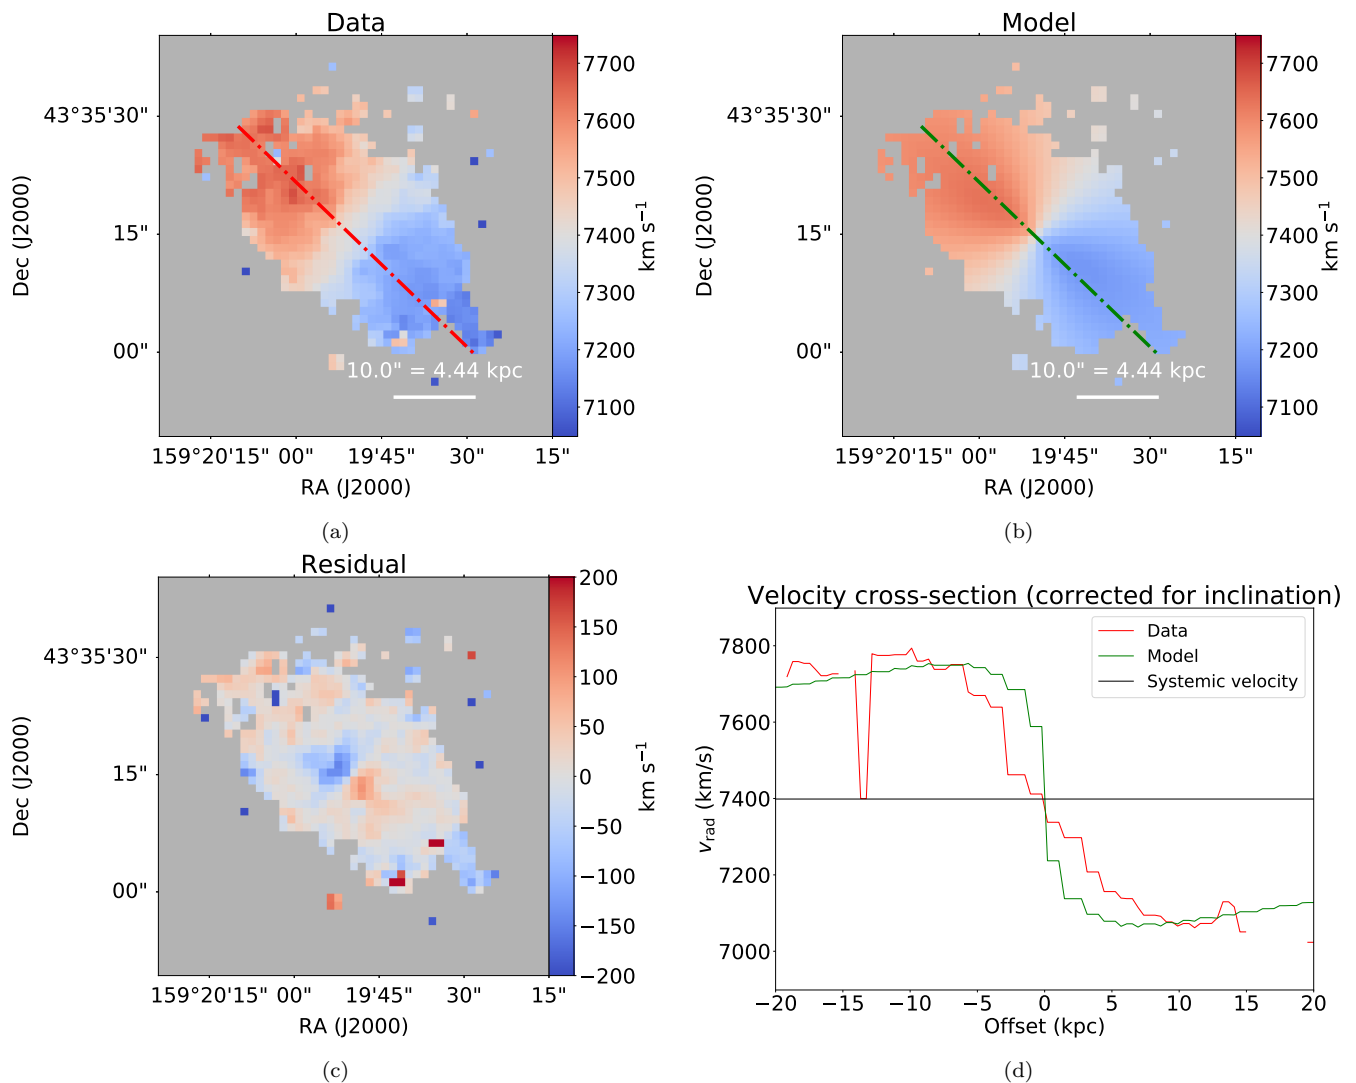 Data
7700
7600
7500
7400
7300
7200
7100
km s−1
43°35'30"
15"
00"
Dec (J2000)
10.0" = 4.44 kpc
159°20'15" 00" 19'45" 30" 15"
RA (J2000)
(a)
Model
7700
7600
7500
7400
7300
7200
7100
km s−1
43°35'30"
15"
00"
Dec (J2000)
10.0" = 4.44 kpc
159°20'15" 00" 19'45" 30" 15"
RA (J2000)
(b)
Residual
200
150
100
50
0
−50
−100
−150
−200
km s−1
43°35'30"
15"
00"
Dec (J2000)
159°20'15" 00" 19'45" 30" 15"
RA (J2000)
(c)
Velocity cross-section (corrected for inclination)
Data
Model
Systemic velocity
7800
7600
7400
7200
7000
vrad (km/s)
−20 −15 −10 −5 0 5 10 15 20
Offset (kpc)
(d)